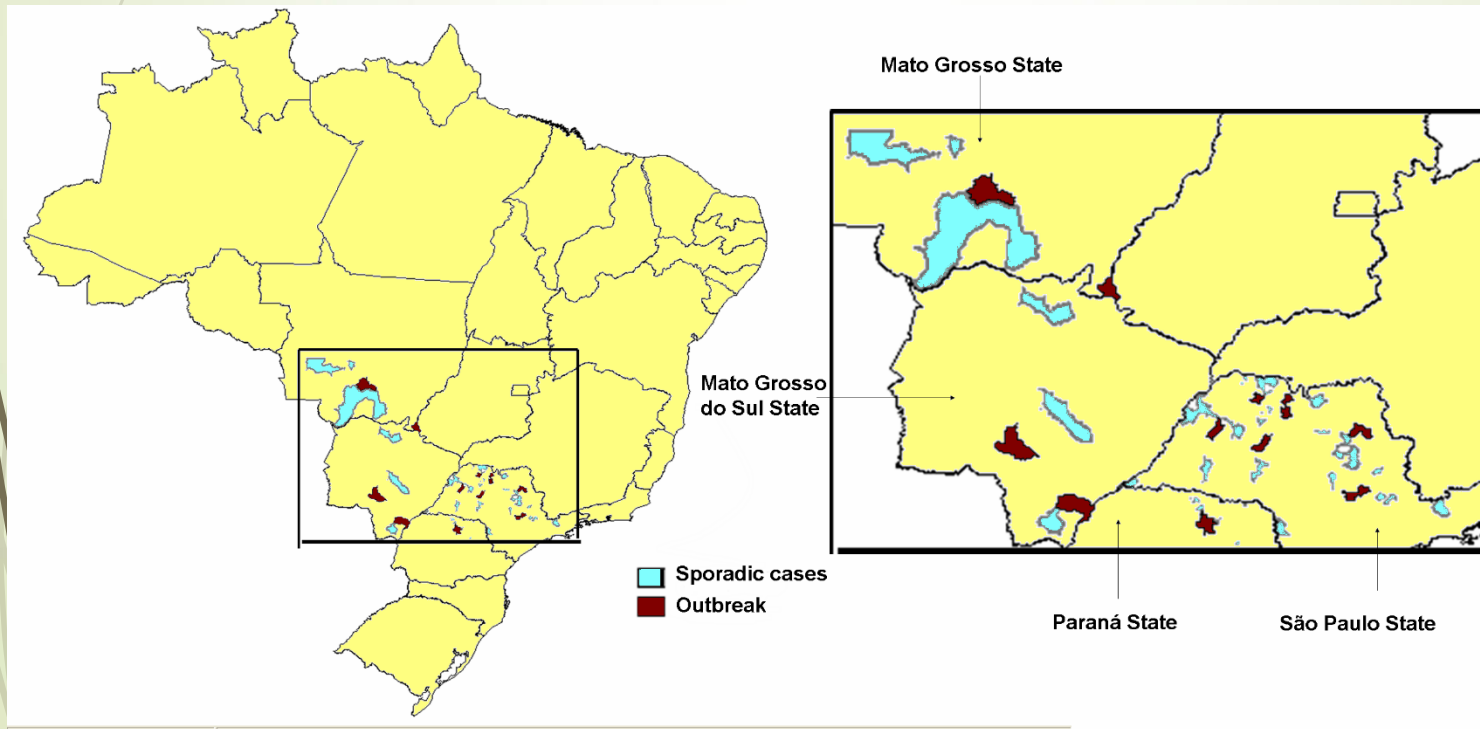 Mato Grosso State
Mato Grosso
do Sul State
Sporadic cases
Outbreak
Paraná State
São Paulo State